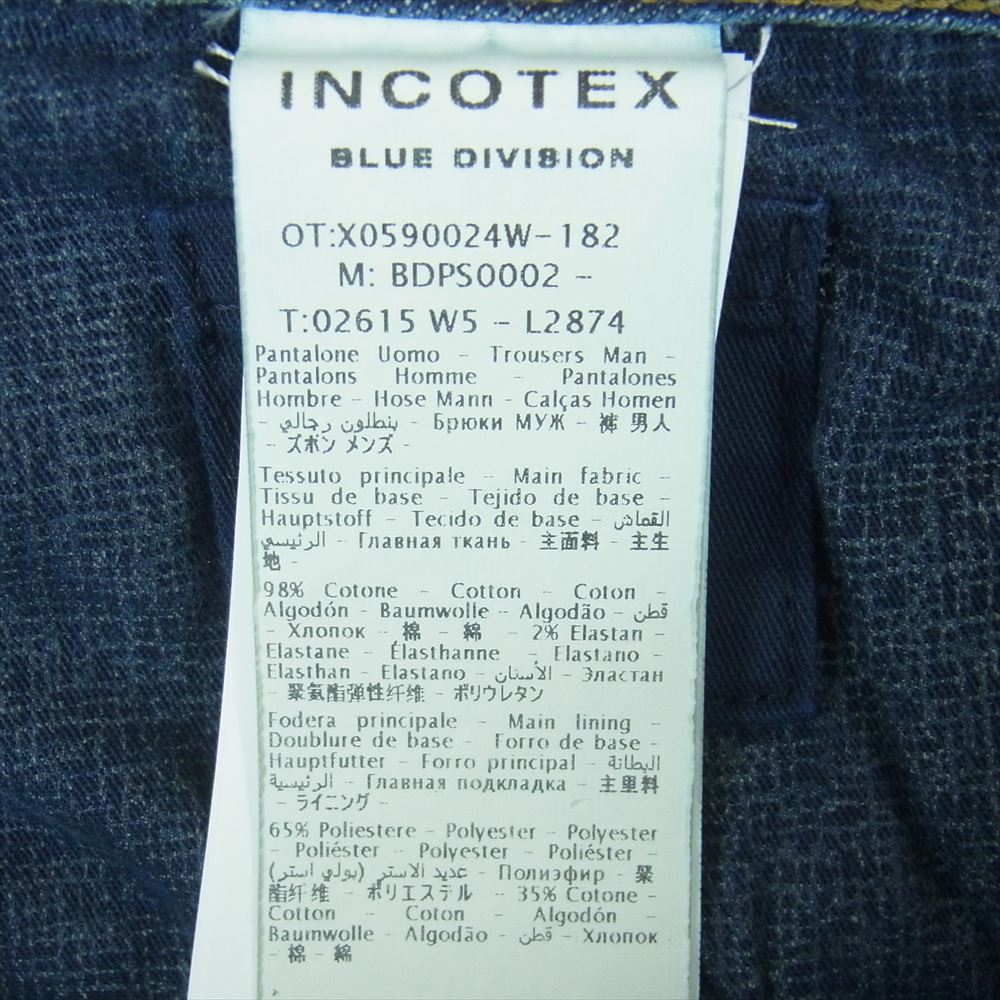 INCOTEX
BLUE DIVISION
OT:X0590024W-182
M: BDPS0002 -
T:02615 W5 - L2874
Pantalone Uomo - Trousers Man -
Pantalons Homme - Pantalones
Hombre - Hose Mann - Calças Homen
- بنطلون رجالي - Брюки МУЖ - 裤 男人
- ズボン メンズ -
Tessuto principale - Main fabric -
Tissu de base - Tejido de base -
Hauptstoff - Tecido de base - القماش
الرئيسي - Главная ткань - 主面料 - 主生
地 -
98% Cotone - Cotton - Coton -
Algodón - Baumwolle - Algodão - قطن
- Хлопок - 棉 - 綿 - 2% Elastan -
Elastane - Élasthanne - Elastano -
Elasthan - Elastano - الأستان - Эластан
- 聚氨酯弹性纤维 - ポリウレタン
Fodera principale - Main lining -
Doublure de base - Forro de base -
Hauptfutter - Forro principal - البطانة
الرئيسية - Главная подкладка - 主里料
- ライニング -
65% Poliestere - Polyester - Polyester
- Poliéster - Polyester - Poliéster -
عديد الاستر (بولي استر) - Полиэфир - 聚
酯纤维 - ポリエステル - 35% Cotone -
Cotton - Coton - Algodón -
Baumwolle - Algodão - قطن - Хлопок
- 棉 - 綿